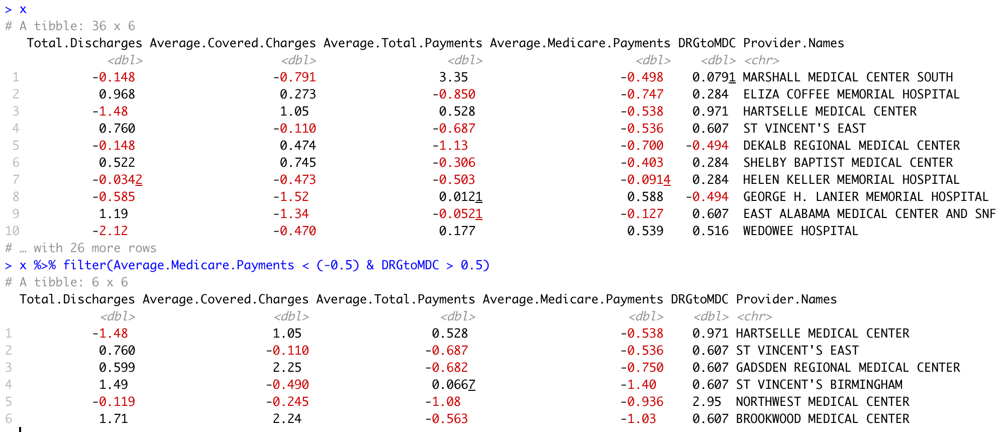 > x
# A tibble: 36 x 6
   Total.Discharges Average.Covered.Charges Average.Total.Payments Average.Medicare.Payments DRGtoMDC Provider.Names
              <dbl>                   <dbl>                  <dbl>                     <dbl>    <dbl> <chr>
 1          -0.148                   -0.791                 3.35                      -0.498   0.0791 MARSHALL MEDICAL CENTER SOUTH
 2           0.968                    0.273                -0.850                     -0.747   0.284  ELIZA COFFEE MEMORIAL HOSPITAL
 3          -1.48                     1.05                  0.528                     -0.538   0.971  HARTSELLE MEDICAL CENTER
 4           0.760                   -0.110                -0.687                     -0.536   0.607  ST VINCENT'S EAST
 5          -0.148                    0.474                -1.13                      -0.700  -0.494  DEKALB REGIONAL MEDICAL CENTER
 6           0.522                    0.745                -0.306                     -0.403   0.284  SHELBY BAPTIST MEDICAL CENTER
 7          -0.0342                  -0.473                -0.503                     -0.0914  0.284  HELEN KELLER MEMORIAL HOSPITAL
 8          -0.585                   -1.52                  0.0121                     0.588  -0.494  GEORGE H. LANIER MEMORIAL HOSPITAL
 9           1.19                    -1.34                 -0.0521                    -0.127   0.607  EAST ALABAMA MEDICAL CENTER AND SNF
10          -2.12                    -0.470                 0.177                      0.539   0.516  WEDOWEE HOSPITAL
# … with 26 more rows
> x %>% filter(Average.Medicare.Payments < (-0.5) & DRGtoMDC > 0.5)
# A tibble: 6 x 6
  Total.Discharges Average.Covered.Charges Average.Total.Payments Average.Medicare.Payments DRGtoMDC Provider.Names
             <dbl>                   <dbl>                  <dbl>                     <dbl>    <dbl> <chr>
1           -1.48                    1.05                  0.528                     -0.538    0.971 HARTSELLE MEDICAL CENTER
2            0.760                  -0.110                -0.687                     -0.536    0.607 ST VINCENT'S EAST
3            0.599                   2.25                 -0.682                     -0.750    0.607 GADSDEN REGIONAL MEDICAL CENTER
4            1.49                   -0.490                 0.0667                    -1.40     0.607 ST VINCENT'S BIRMINGHAM
5           -0.119                  -0.245                -1.08                      -0.936    2.95  NORTHWEST MEDICAL CENTER
6            1.71                    2.24                 -0.563                     -1.03     0.607 BROOKWOOD MEDICAL CENTER